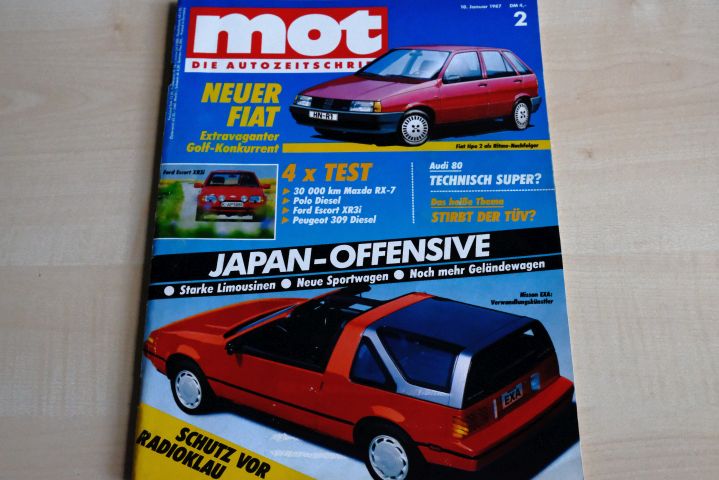 mot
DIE AUTOZEITSCHRIF
10. Januar 1987 DM 4,-
2
NEUER
FIAT
Extravaganter
Golf-Konkurrent
HN-R1
Fiat tipo 2 als Ritmo-Nachfolger
Ford Escort XR3i
4 x TEST
30 000 km Mazda RX-7
Polo Diesel
Ford Escort XR3i
Peugeot 309 Diesel
Audi 80
TECHNISCH SUPER?
Das heiße Thema
STIRBT DER TÜV?
JAPAN-OFFENSIVE
● Starke Limousinen ● Neue Sportwagen ● Noch mehr Geländewagen
Nissan EXA:
Verwandlungskünstler
EXA
SCHUTZ VOR
RADIOKLAU